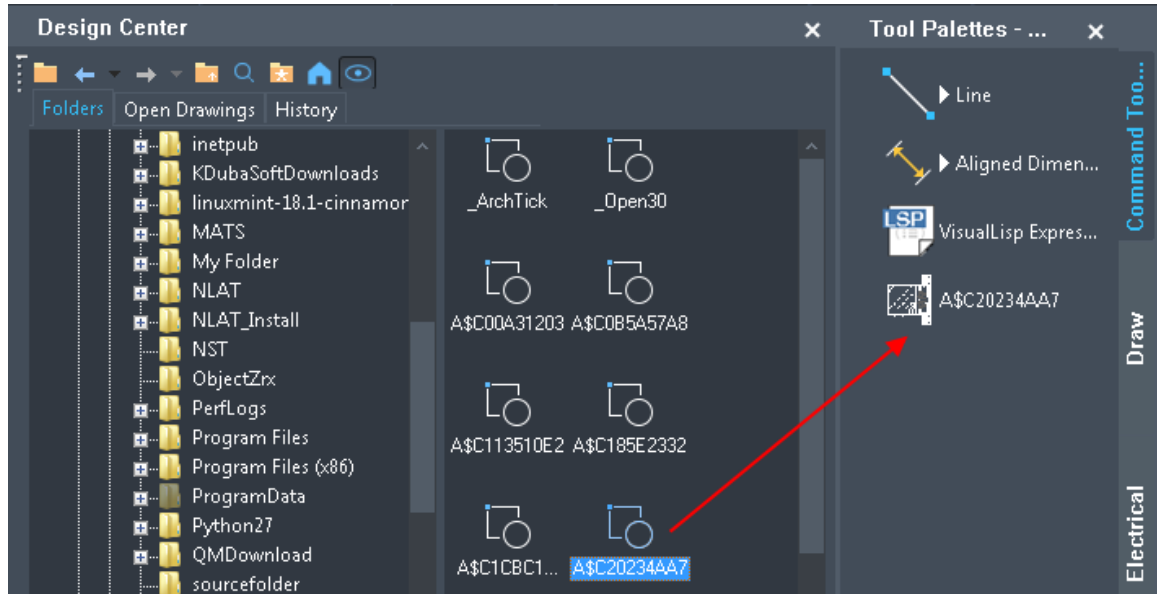 Design Center
Folders
Open Drawings
History
inetpub
KDubaSoftDownloads
linuxmint-18.1-cinnamor
MATS
My Folder
NLAT
NLAT_Install
NST
ObjectZrx
PerfLogs
Program Files
Program Files (x86)
ProgramData
Python27
QMDownload
sourcefolder
_ArchTick
_Open30
A$C00A31203
A$C0B5A57A8
A$C113510E2
A$C185E2332
A$C1CBC1...
A$C20234AA7
Tool Palettes - ...
Line
Aligned Dimen...
LSP
VisualLisp Expres...
A$C20234AA7
Command Too...
Draw
Electrical